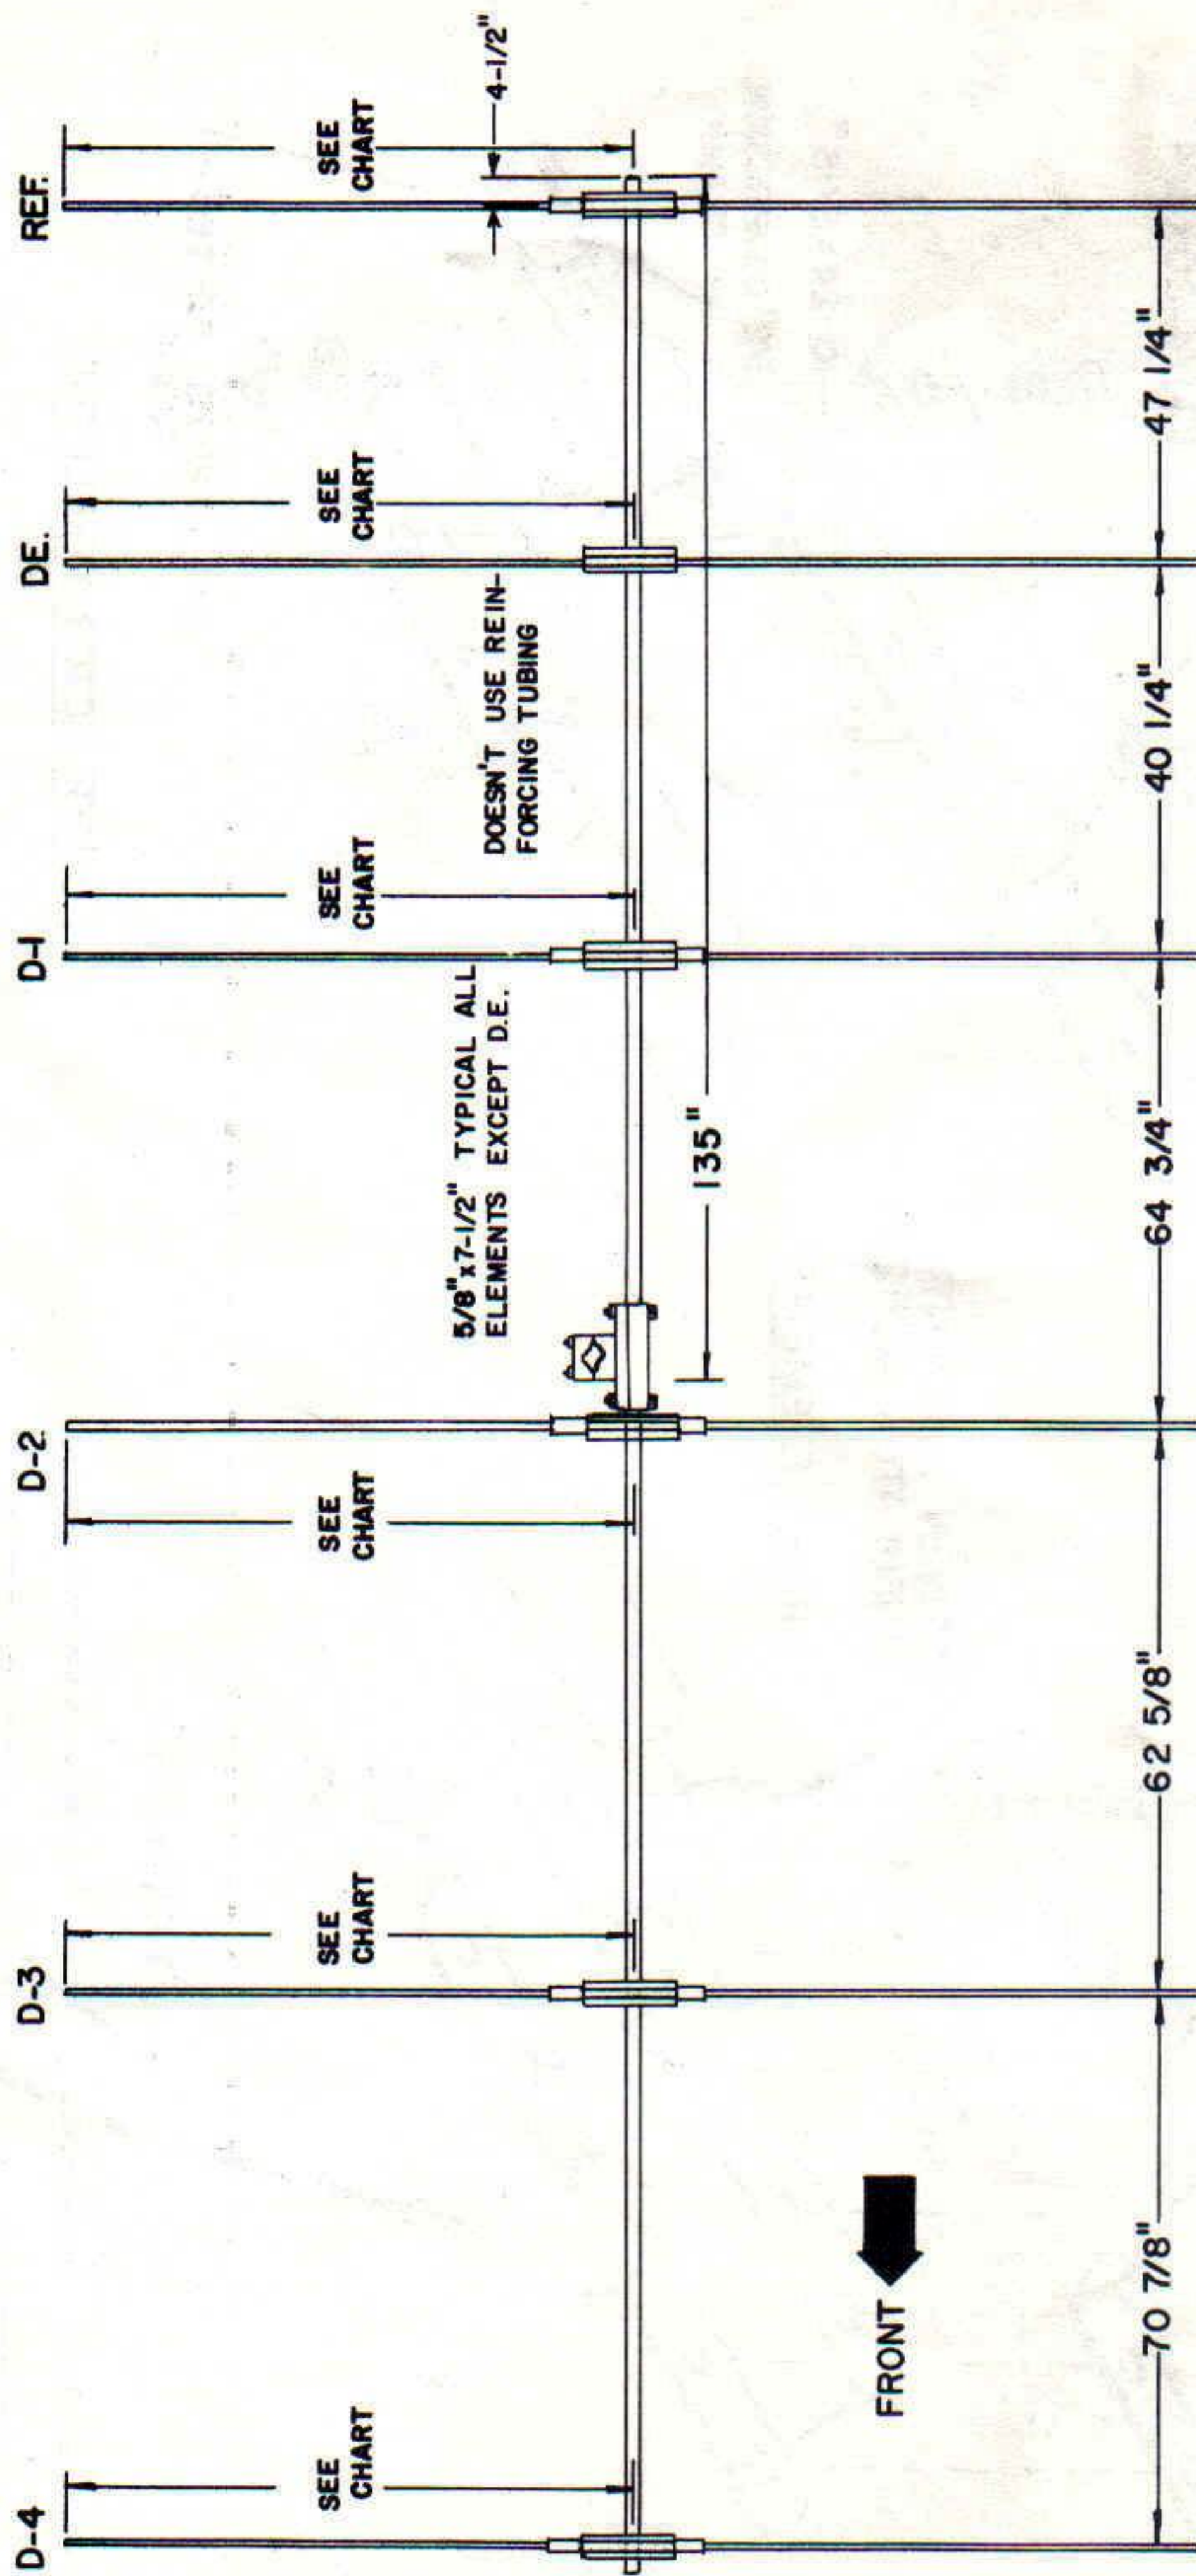 D-4
D-3
D-2
D-1
DE.
REF.
SEE
CHART
SEE
CHART
SEE
CHART
SEE
CHART
SEE
CHART
SEE
CHART
5/8" x 7-1/2" TYPICAL ALL
ELEMENTS EXCEPT D.E.
DOESN'T USE REIN-
FORCING TUBING
4-1/2"
135"
FRONT
70 7/8"
62 5/8"
64 3/4"
40 1/4"
47 1/4"